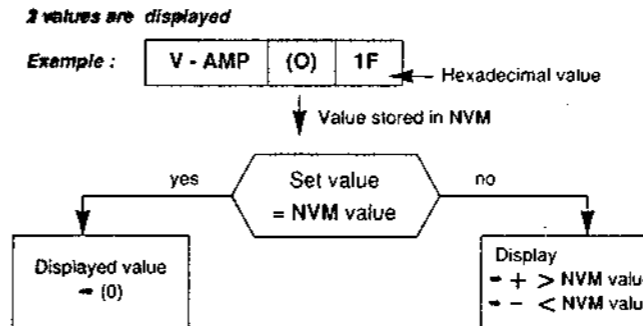 2 values are displayed
Example : V - AMP (O) 1F
Hexadecimal value
Value stored in NVM
yes
Set value
= NVM value
no
Displayed value
➡ (0)
Display
➡ + > NVM value
➡ - < NVM value